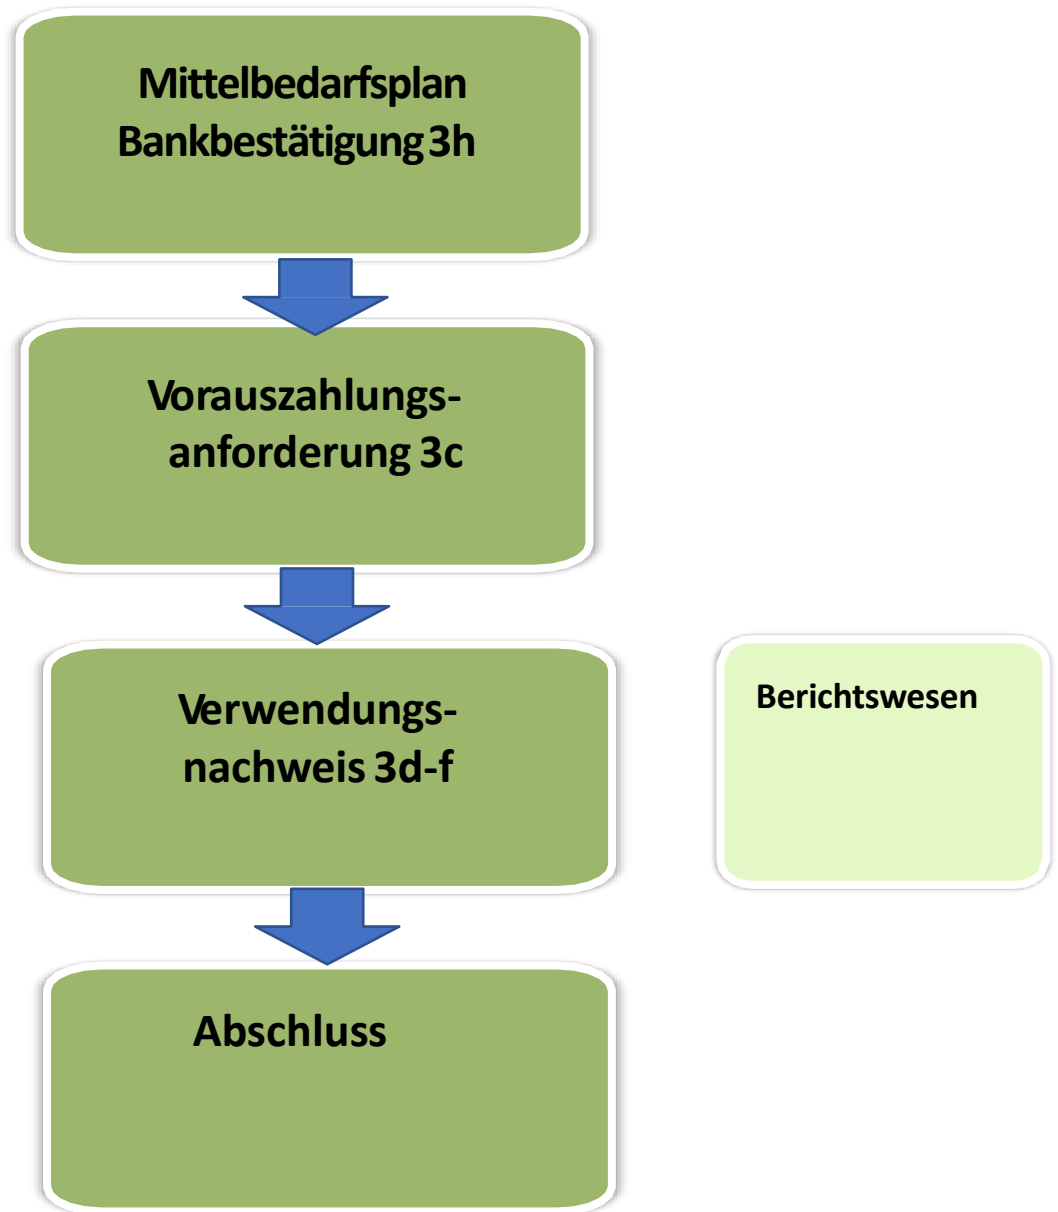 Mittelbedarfsplan
Bankbestätigung 3h
Vorauszahlungs-
anforderung 3c
Verwendungs-
nachweis 3d-f
Berichtswesen
Abschluss